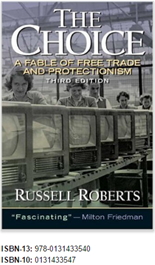 THE
CHOICE
A FABLE OF FREE TRADE
AND PROTECTIONISM
THIRD EDITION
RUSSELL ROBERTS
"Fascinating" — Milton Friedman
ISBN-13: 978-0131433540
ISBN-10: 0131433547